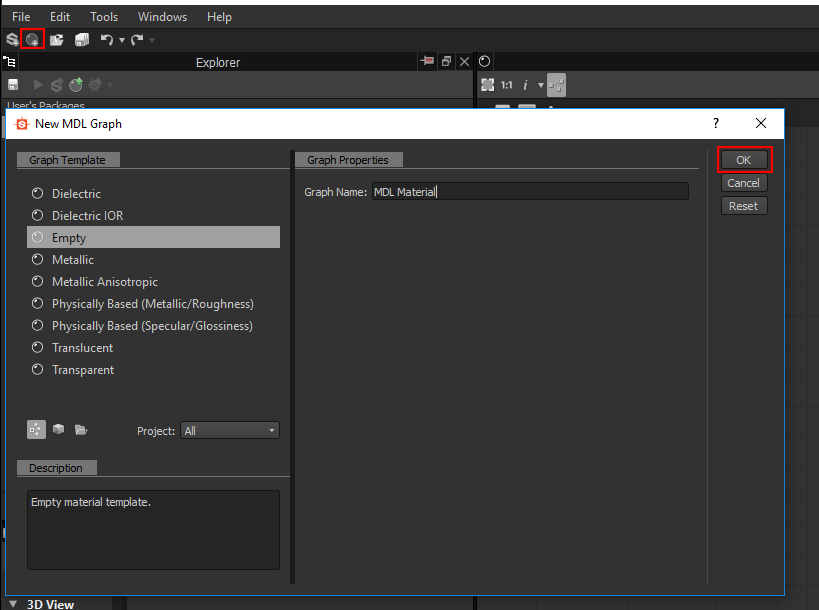 File Edit Tools Windows Help
Explorer
1:1 i
User's Packages
New MDL Graph ?
Graph Template
Graph Properties
OK
Cancel
Reset
Graph Name: MDL Material
Dielectric
Dielectric IOR
Empty
Metallic
Metallic Anisotropic
Physically Based (Metallic/Roughness)
Physically Based (Specular/Glossiness)
Translucent
Transparent
Project: All
Description
Empty material template.
3D View